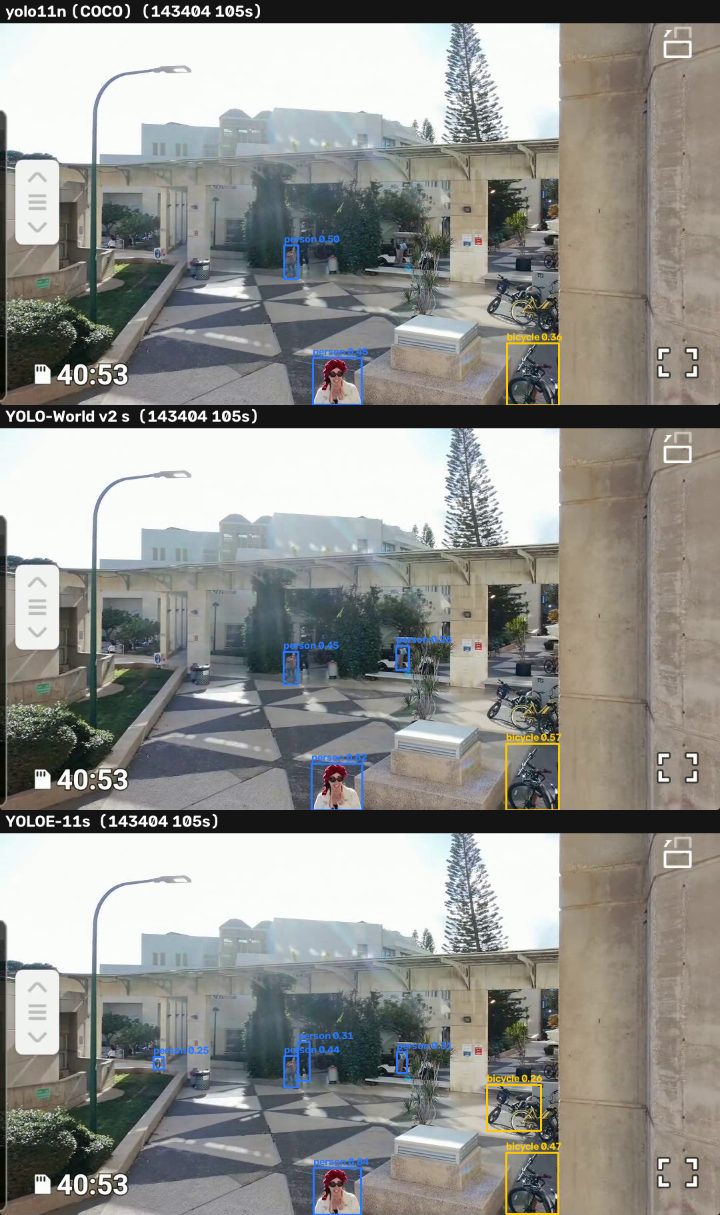 yolo11n (COCO) (143404 105s)
person 0.50
bicycle 0.36
40:53
YOLO-World v2 s (143404 105s)
person 0.45
bicycle 0.57
40:53
YOLOE-11s (143404 105s)
person 0.31
person 0.25
person 0.44
bicycle 0.26
bicycle 0.47
40:53